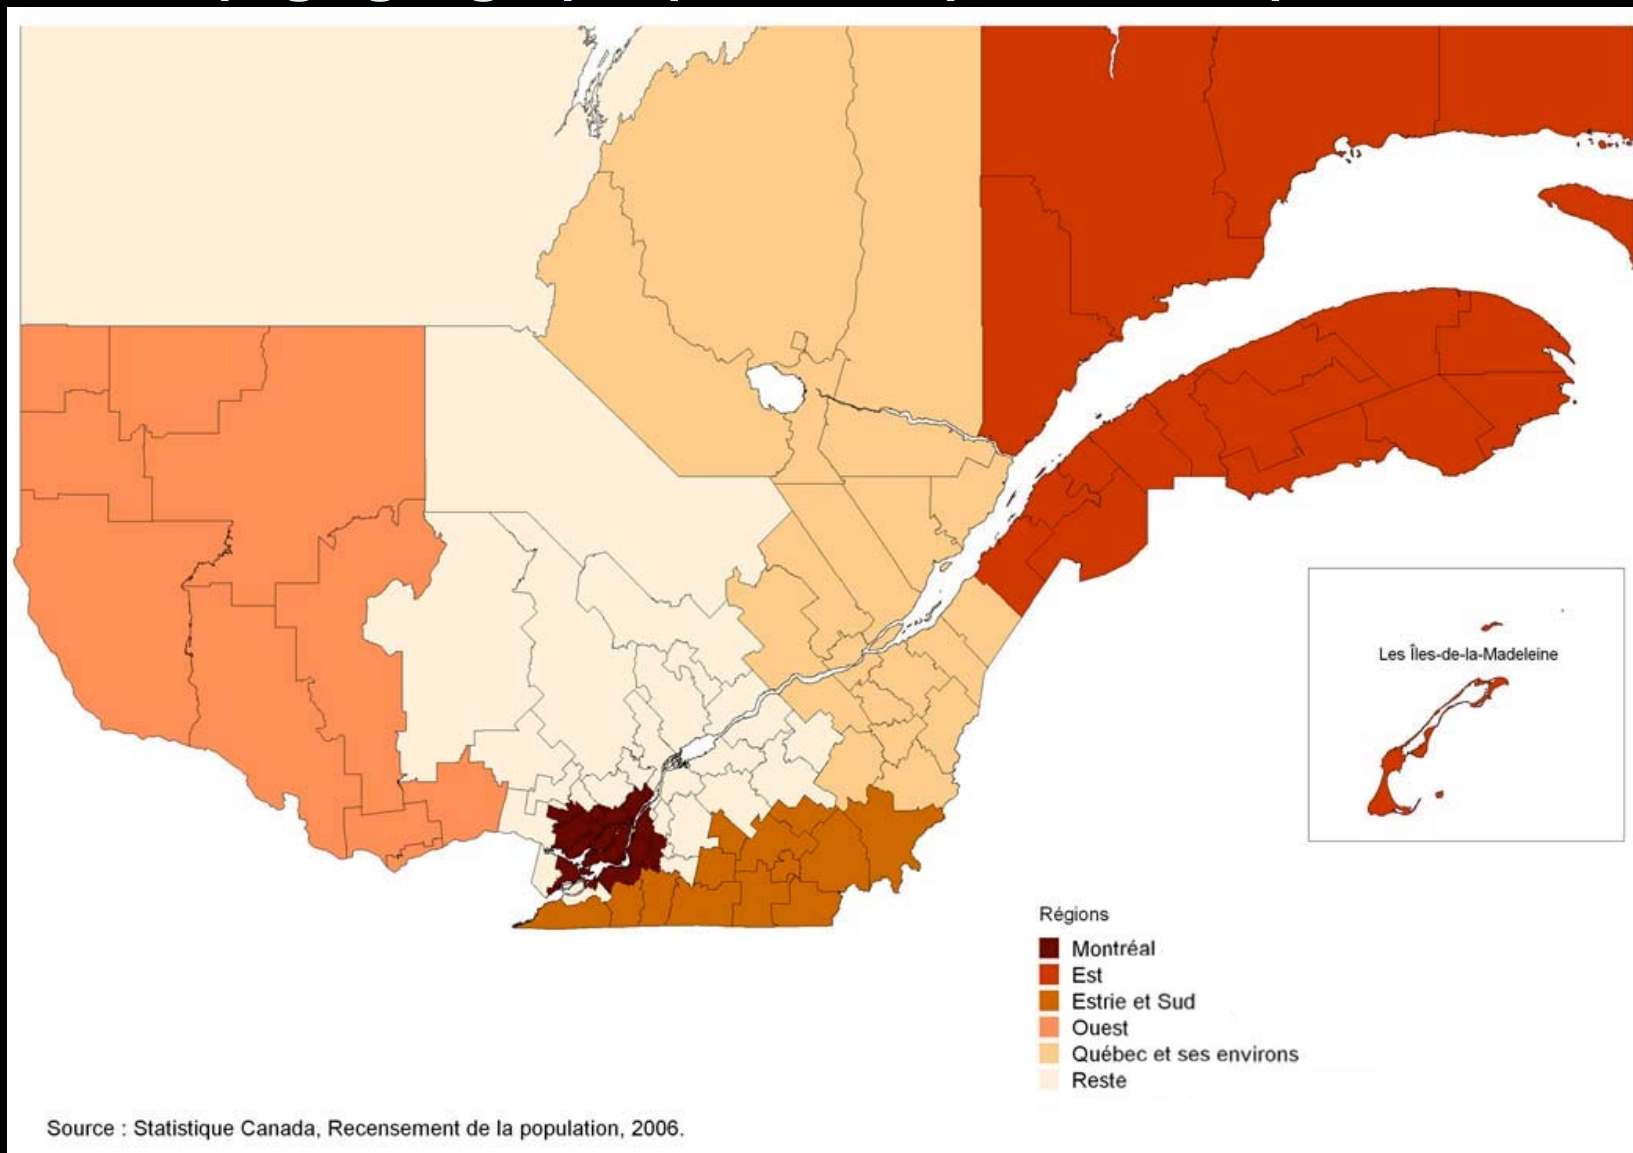 Les Îles-de-la-Madeleine
Régions
Montréal
Est
Estrie et Sud
Ouest
Québec et ses environs
Reste
Source : Statistique Canada, Recensement de la population, 2006.